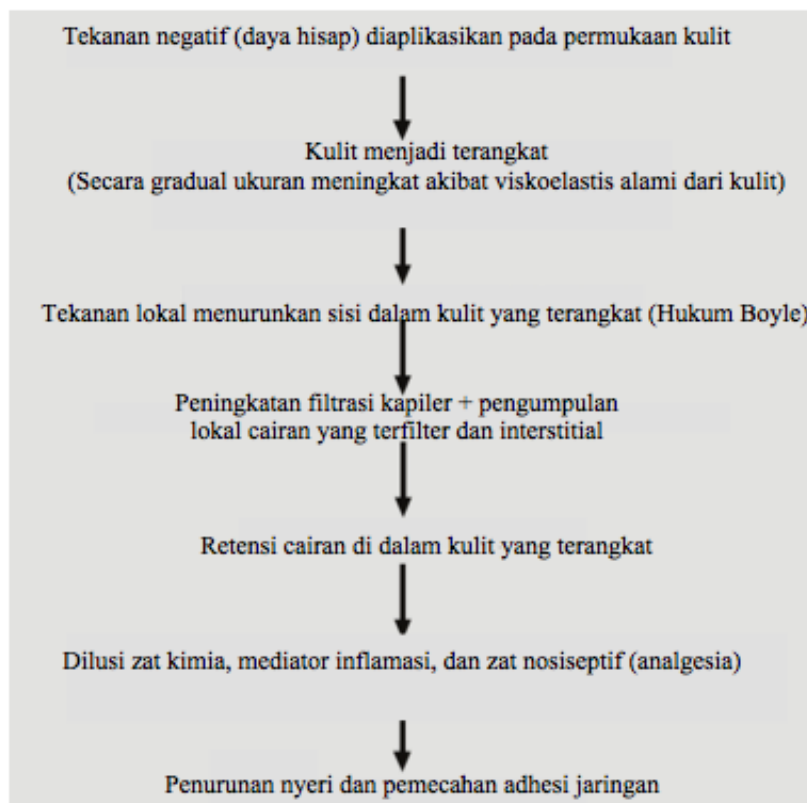 Tekanan negatif (daya hisap) diaplikasikan pada permukaan kulit
Kulit menjadi terangkat
(Secara gradual ukuran meningkat akibat viskoelastis alami dari kulit)
Tekanan lokal menurunkan sisi dalam kulit yang terangkat (Hukum Boyle)
Peningkatan filtrasi kapiler + pengumpulan
lokal cairan yang terfilter dan interstitial
Retensi cairan di dalam kulit yang terangkat
Dilusi zat kimia, mediator inflamasi, dan zat nosiseptif (analgesia)
Penurunan nyeri dan pemecahan adhesi jaringan